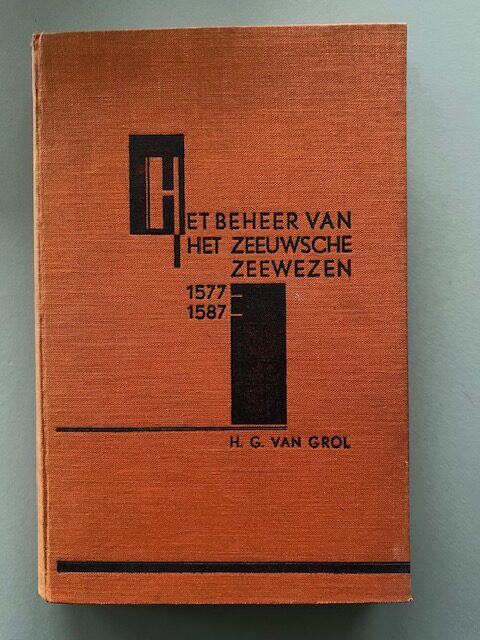 HET BEHEER VAN
HET ZEEUWSCHE
ZEEWEZEN
1577
1587
H. G. VAN GROL